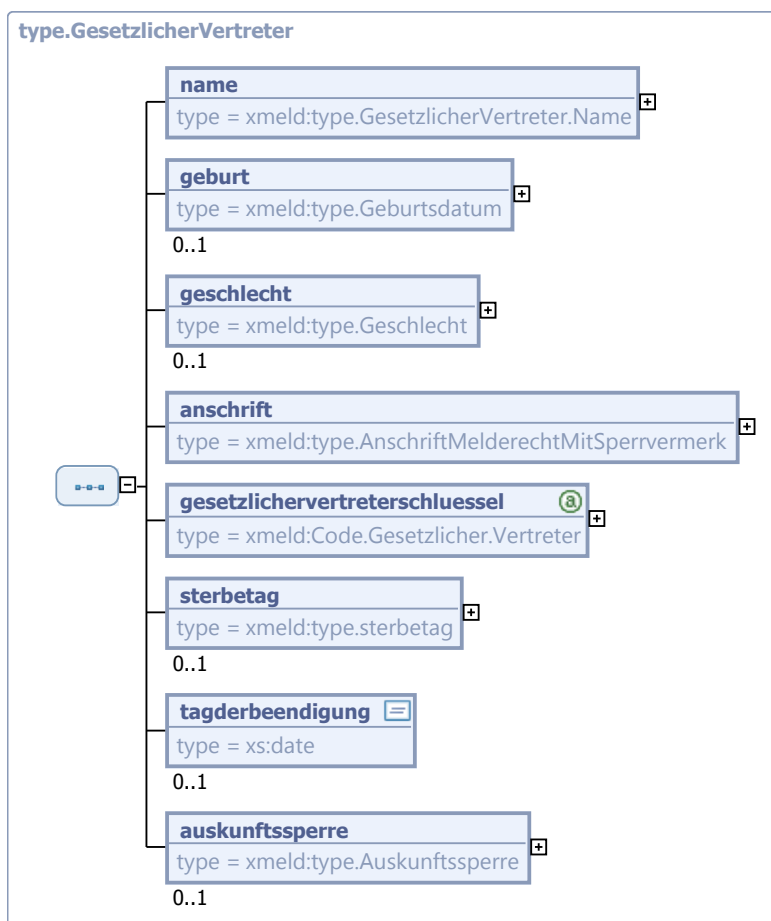 type.GesetzlicherVertreter
name
type = xmeld:type.GesetzlicherVertreter.Name
geburt
type = xmeld:type.Geburtsdatum
0..1
geschlecht
type = xmeld:type.Geschlecht
0..1
anschrift
type = xmeld:type.AnschriftMelderechtMitSperrvermerk
gesetzlichervertreterschluessel a
type = xmeld:Code.Gesetzlicher.Vertreter
sterbetag
type = xmeld:type.sterbetag
0..1
tagderbeendigung
type = xs:date
0..1
auskunftssperre
type = xmeld:type.Auskunftssperre
0..1